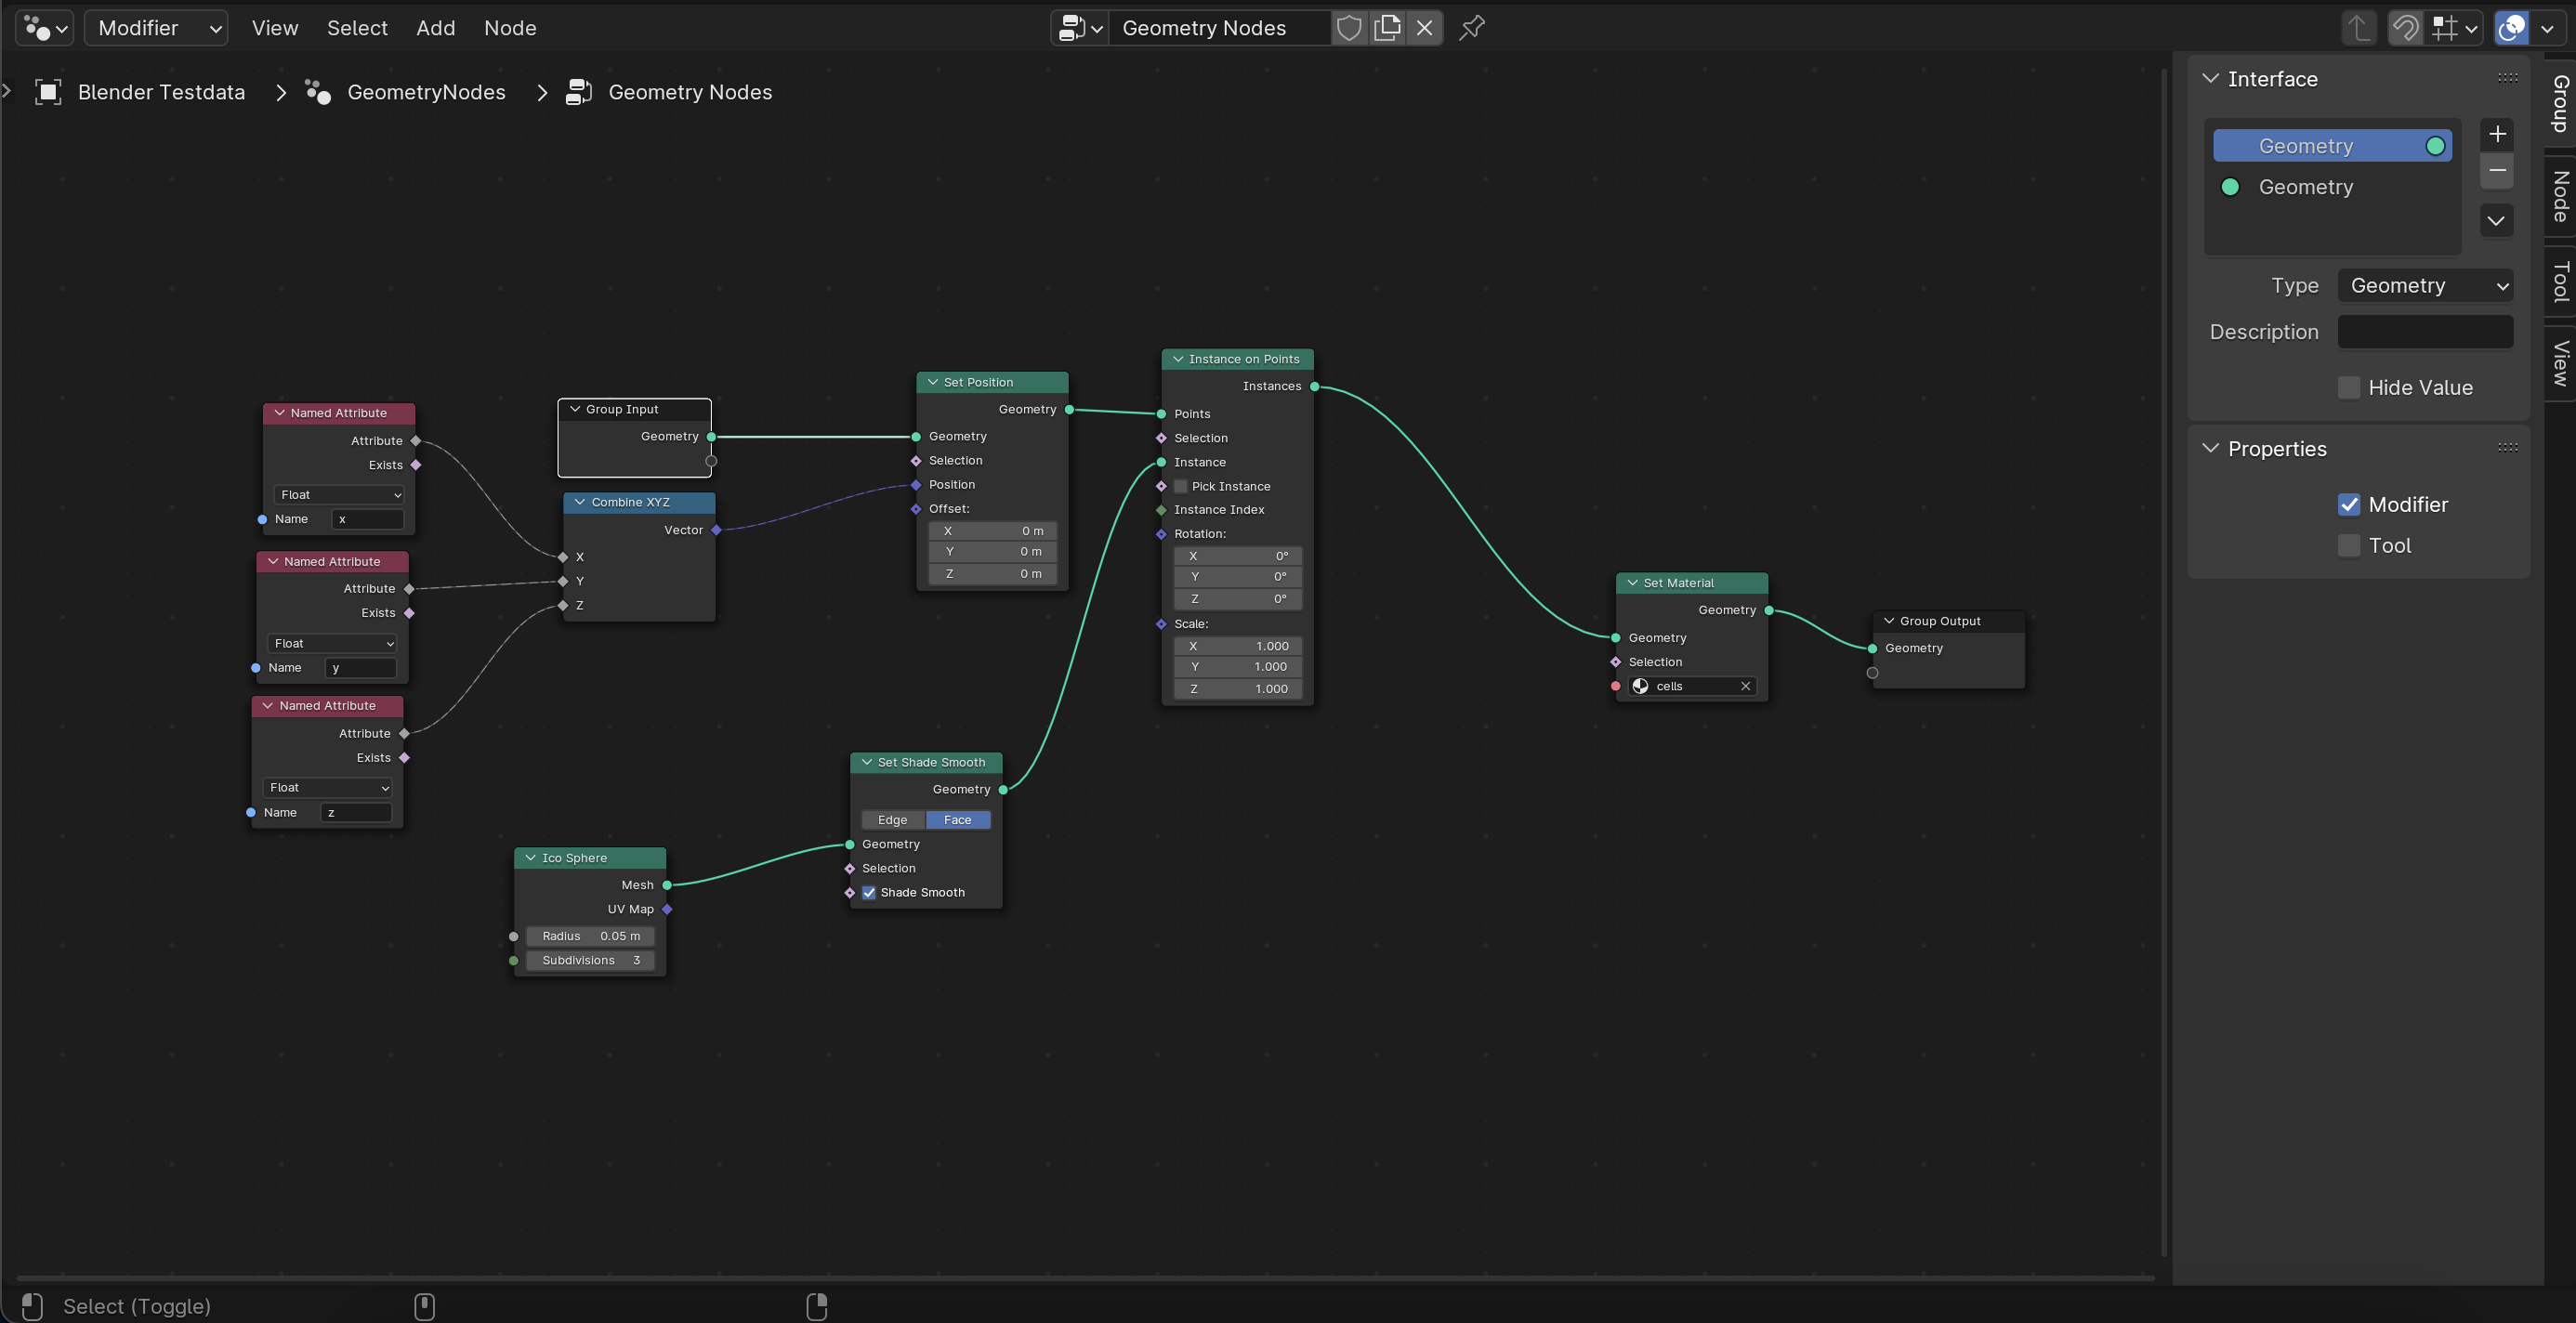 Modifier View Select Add Node Geometry Nodes
Blender Testdata GeometryNodes Geometry Nodes
Named Attribute
Attribute
Exists
Float
Name x
Named Attribute
Attribute
Exists
Float
Name y
Named Attribute
Attribute
Exists
Float
Name z
Group Input
Geometry
Combine XYZ
Vector
X
Y
Z
Ico Sphere
Mesh
UV Map
Radius 0.05 m
Subdivisions 3
Set Position
Geometry
Geometry
Selection
Position
Offset:
X 0 m
Y 0 m
Z 0 m
Set Shade Smooth
Geometry
Edge Face
Geometry
Selection
Shade Smooth
Instance on Points
Instances
Points
Selection
Instance
Pick Instance
Instance Index
Rotation:
X 0°
Y 0°
Z 0°
Scale:
X 1.000
Y 1.000
Z 1.000
Set Material
Geometry
Geometry
Selection
cells
Group Output
Geometry
Interface
Geometry
Geometry
Type Geometry
Description
Hide Value
Properties
Modifier
Tool
Group
Node
Tool
View
Select (Toggle)